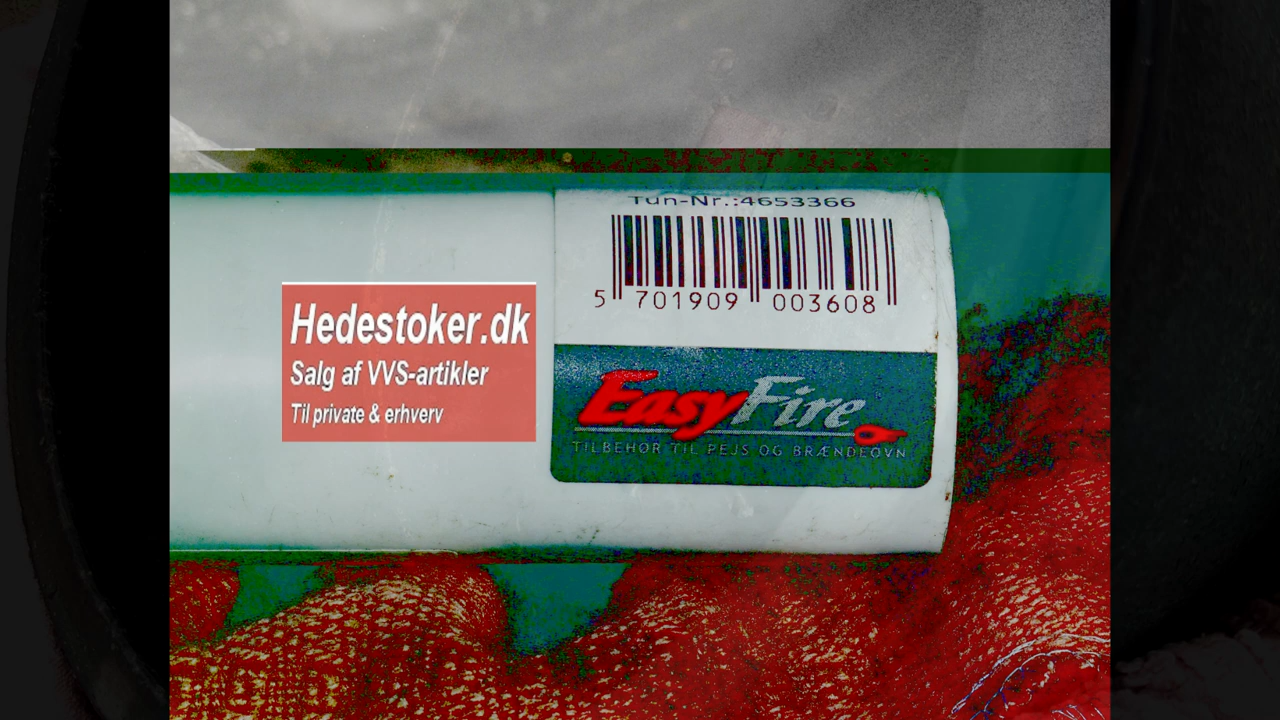 Tun-Nr.:4653366
5 701909 003608
Hedestoker.dk
Salg af VVS-artikler
Til private & erhverv
EasyFire
TILBEHØR TIL PEJS OG BRÆNDEOVN